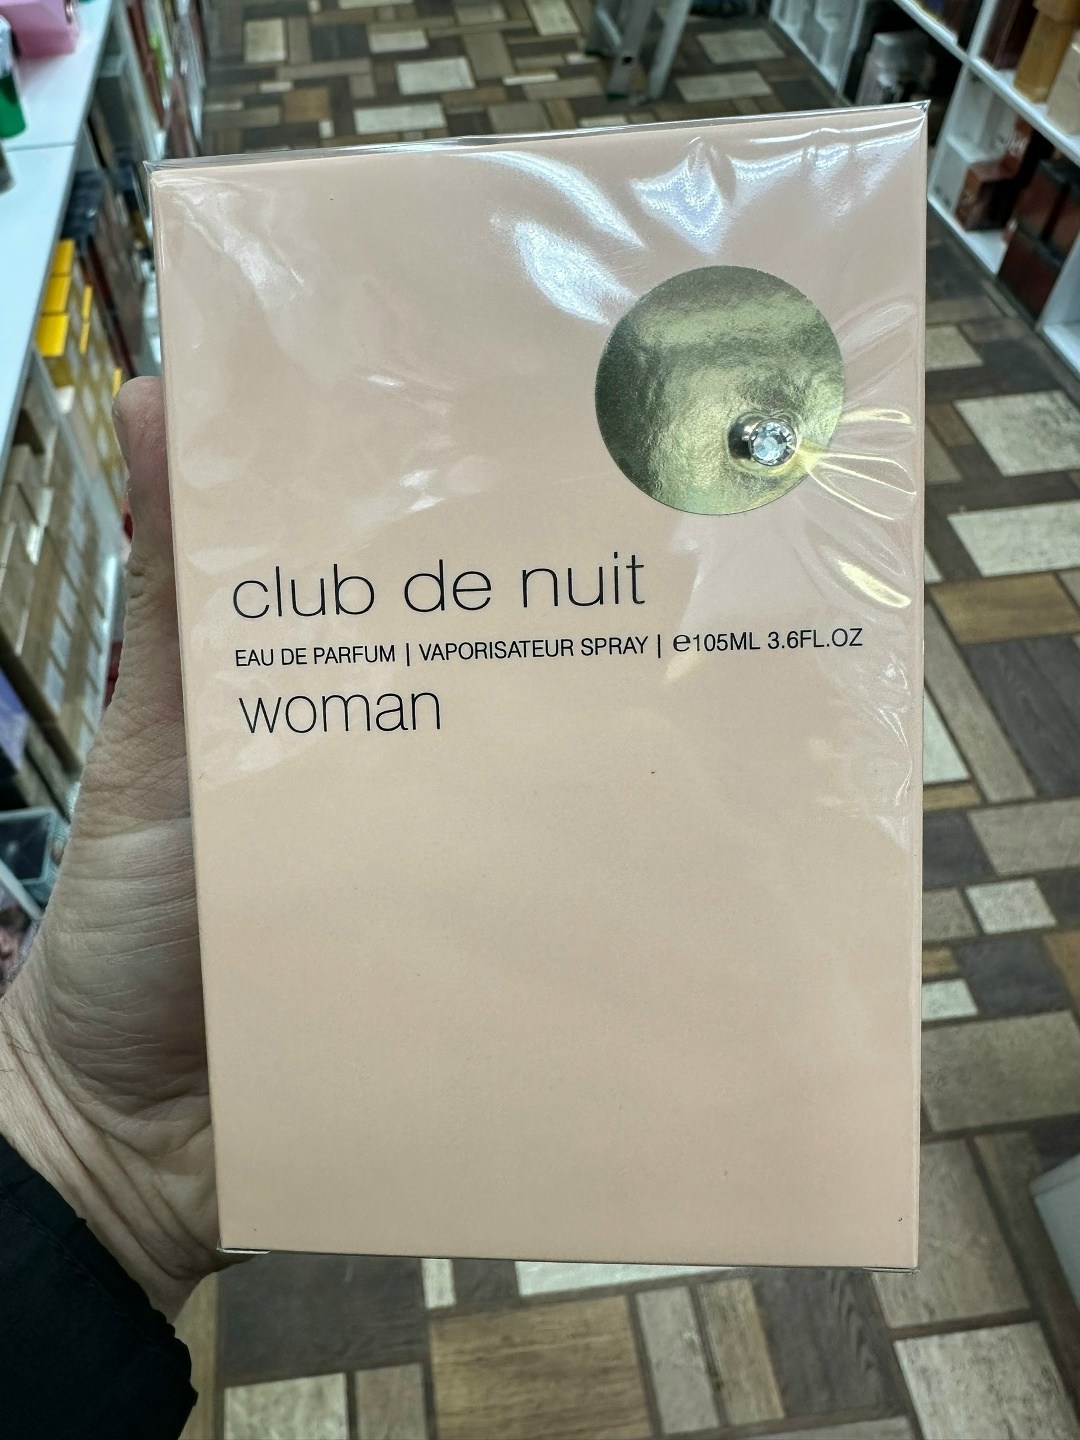 club de nuit
EAU DE PARFUM | VAPORISATEUR SPRAY | ℮105ML 3.6FL.OZ
woman